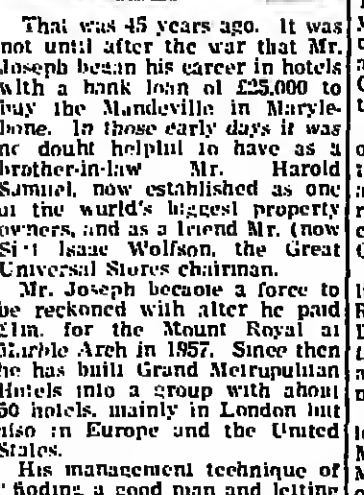 That was 45 years ago. It was
not until after the war that Mr.
Joseph began his career in hotels
with a bank loan of £25,000 to
buy the Mandeville in Maryle-
bone. In those early days it was
no doubt helpful to have as a
brother-in-law Mr. Harold
Samuel, now established as one
of the world's biggest property
owners, and as a friend Mr. (now
Sir) Isaac Wolfson, the Great
Universal Stores chairman.
Mr. Joseph became a force to
be reckoned with after he paid
£1m. for the Mount Royal at
Marble Arch in 1957. Since then
he has built Grand Metropolitan
Hotels into a group with about
50 hotels, mainly in London but
also in Europe and the United
States.
His management technique of
finding a good man and letting